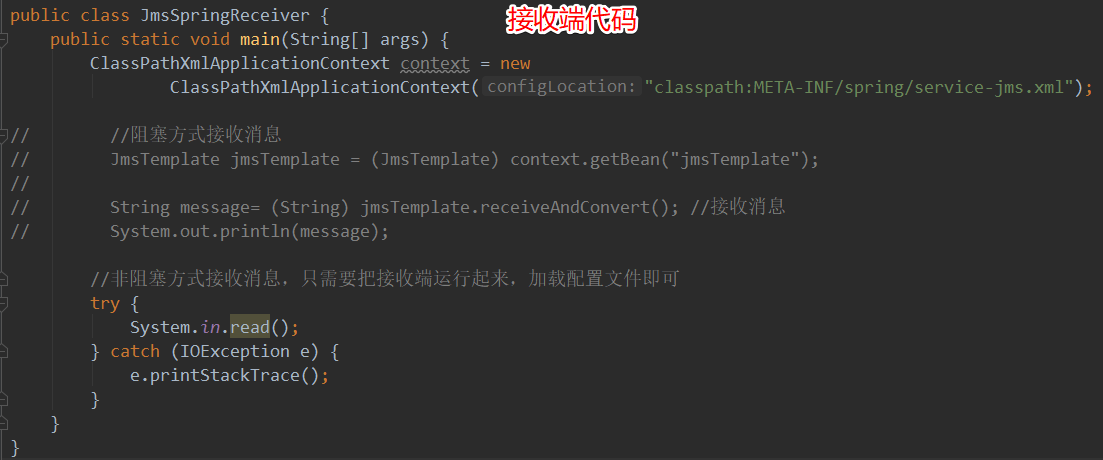 public class JmsSpringReceiver {
接收端代码
public static void main(String[] args) {
ClassPathXmlApplicationContext context = new
ClassPathXmlApplicationContext( configLocation: "classpath:META-INF/spring/service-jms.xml");
// //阻塞方式接收消息
// JmsTemplate jmsTemplate = (JmsTemplate) context.getBean("jmsTemplate");
//
// String message= (String) jmsTemplate.receiveAndConvert(); //接收消息
// System.out.println(message);
//非阻塞方式接收消息，只需要把接收端运行起来，加载配置文件即可
try {
System.in.read();
} catch (IOException e) {
e.printStackTrace();
}
}
}